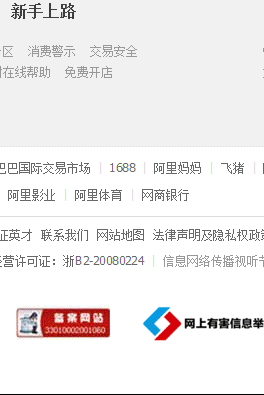 新手上路
区 消费警示 交易安全
在线帮助 免费开店
巴巴国际交易市场 | 1688 | 阿里妈妈 | 飞猪 |
阿里影业 | 阿里体育 | 网商银行
英才 联系我们 网站地图 法律声明及隐私权政
营许可证：浙B2-20080224 | 信息网络传播视听
备案网站
33010002001060
网上有害信息举